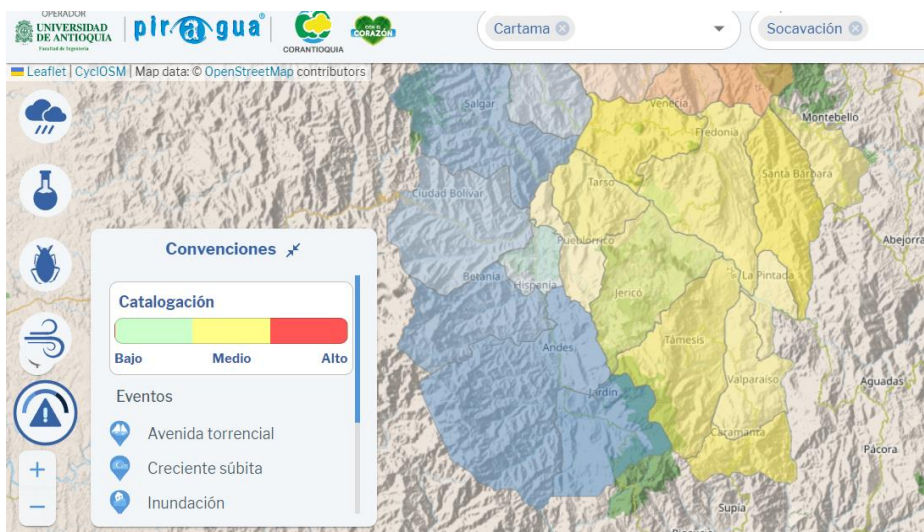 OPERADOR
UNIVERSIDAD
DE ANTIOQUIA
Facultad de Ingeniería
piragua
CORANTIOQUIA
CON EL
CORAZÓN
Cartama
Socavación
Leaflet | CyclOSM | Map data: © OpenStreetMap contributors
Salgar
Venecia
Fredonia
Montebello
Santa Bárbara
Ciudad Bolívar
Tarso
Pueblorrico
Abejorra
Betania
Hispania
La Pintada
Jericó
Andes
Támesis
Jardín
Valparaíso
Aguadas
Caramanta
Pácora
Supía
Convenciones
Catalogación
Bajo Medio Alto
Eventos
Avenida torrencial
Creciente súbita
Inundación
+
−